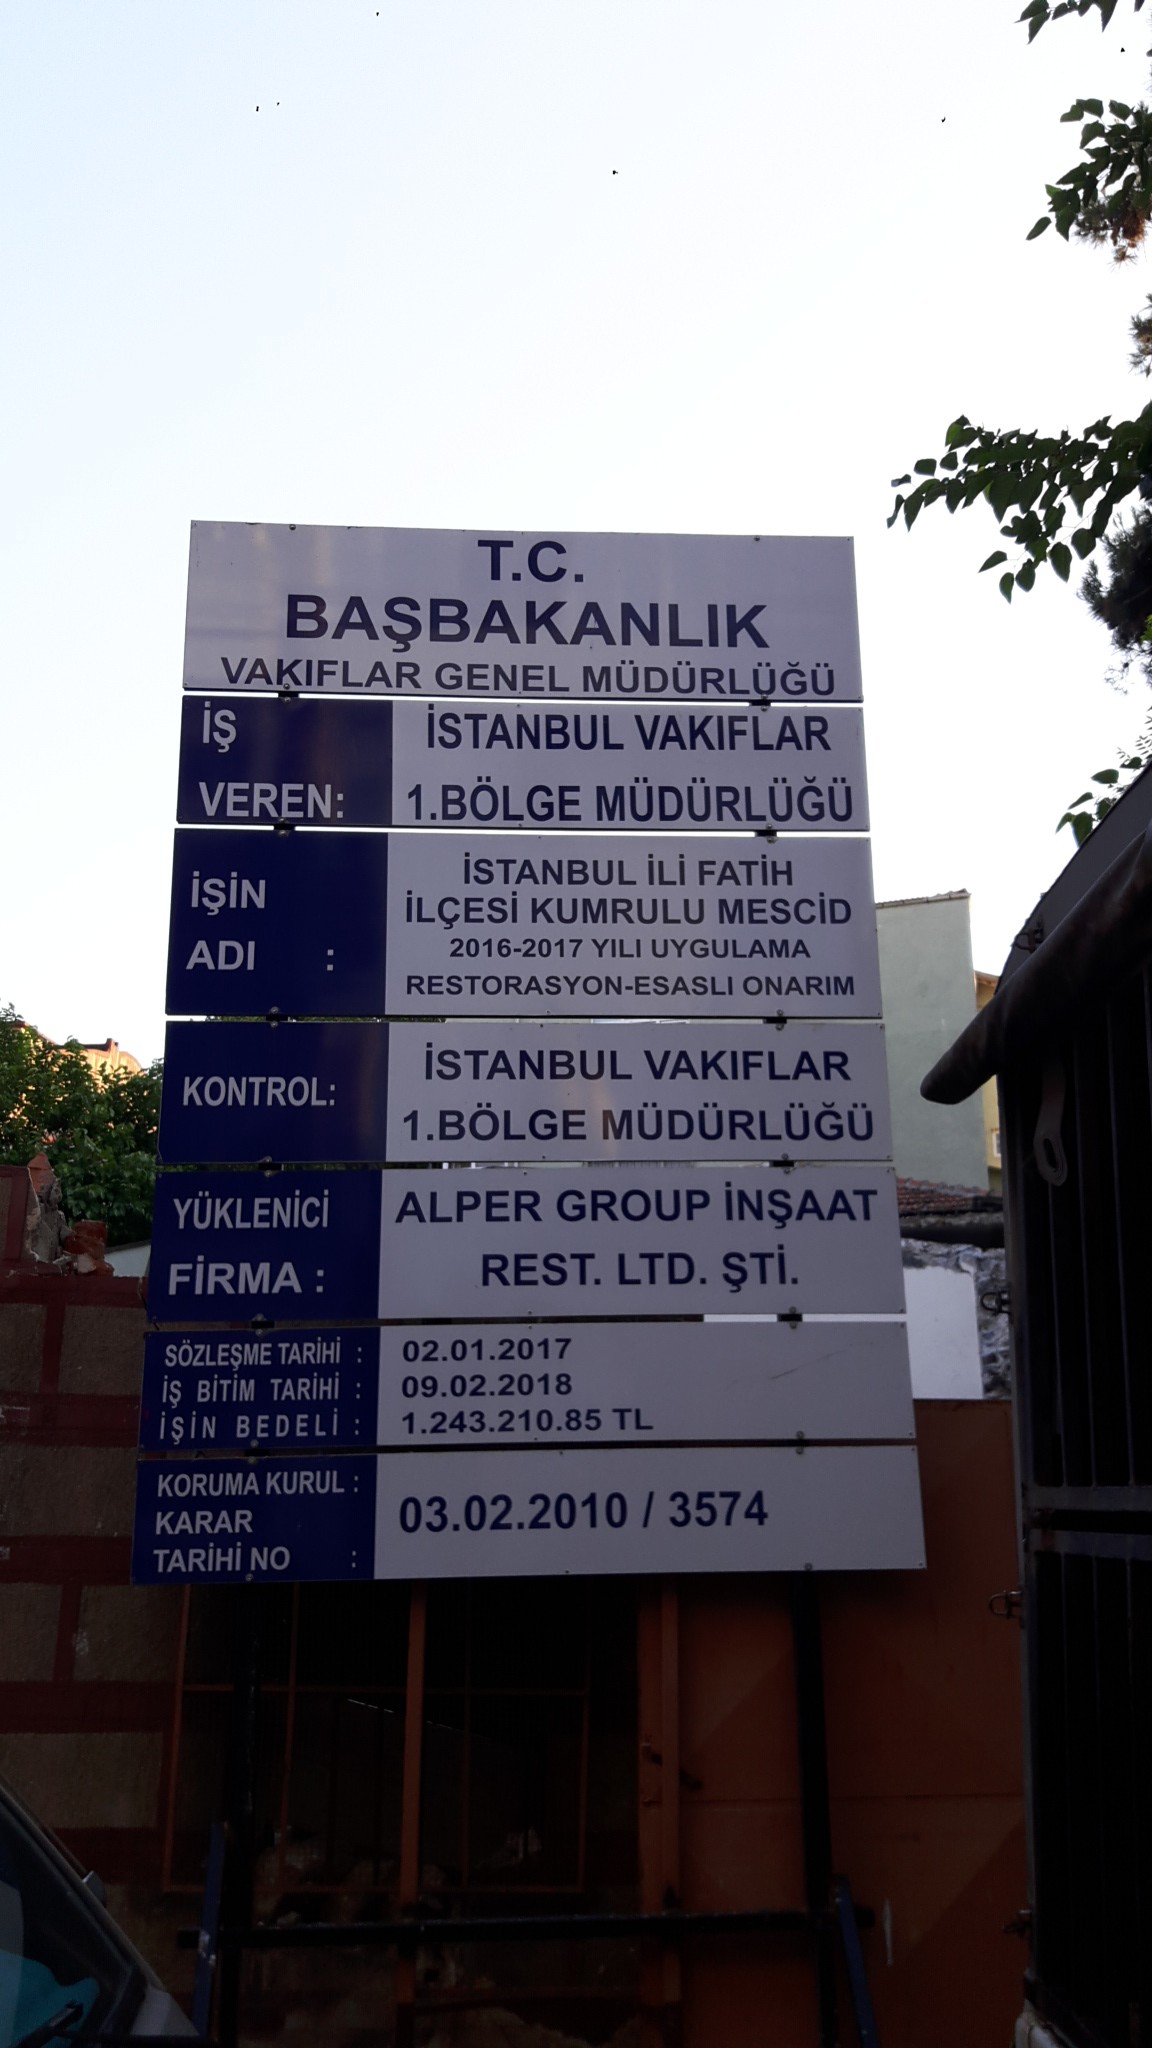 T.C.
BAŞBAKANLIK
VAKIFLAR GENEL MÜDÜRLÜĞÜ
İŞ
VEREN:
İSTANBUL VAKIFLAR
1.BÖLGE MÜDÜRLÜĞÜ
İŞİN
ADI :
İSTANBUL İLİ FATİH
İLÇESİ KUMRULU MESCİD
2016-2017 YILI UYGULAMA
RESTORASYON-ESASLI ONARIM
KONTROL:
İSTANBUL VAKIFLAR
1.BÖLGE MÜDÜRLÜĞÜ
YÜKLENİCİ
FİRMA :
ALPER GROUP İNŞAAT
REST. LTD. ŞTİ.
SÖZLEŞME TARİHİ : 02.01.2017
İŞ BİTİM TARİHİ : 09.02.2018
İŞİN BEDELİ : 1.243.210.85 TL
KORUMA KURUL :
KARAR
TARİHİ NO :
03.02.2010 / 3574